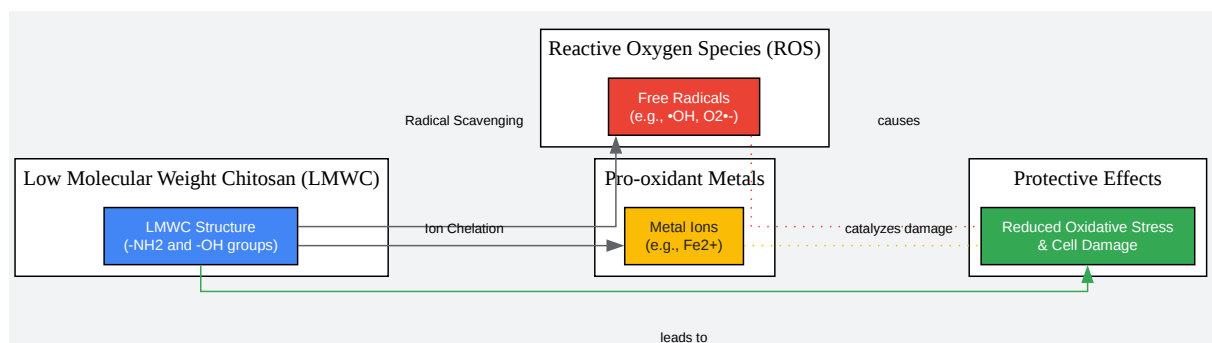 Reactive Oxygen Species (ROS)
Free Radicals
(e.g., •OH, O2•-)
Radical Scavenging
causes
Low Molecular Weight Chitosan (LMWC)
Pro-oxidant Metals
Protective Effects
LMWC Structure
(-NH2 and -OH groups)
Ion Chelation
Metal Ions
(e.g., Fe2+)
catalyzes damage
Reduced Oxidative Stress
& Cell Damage
leads to